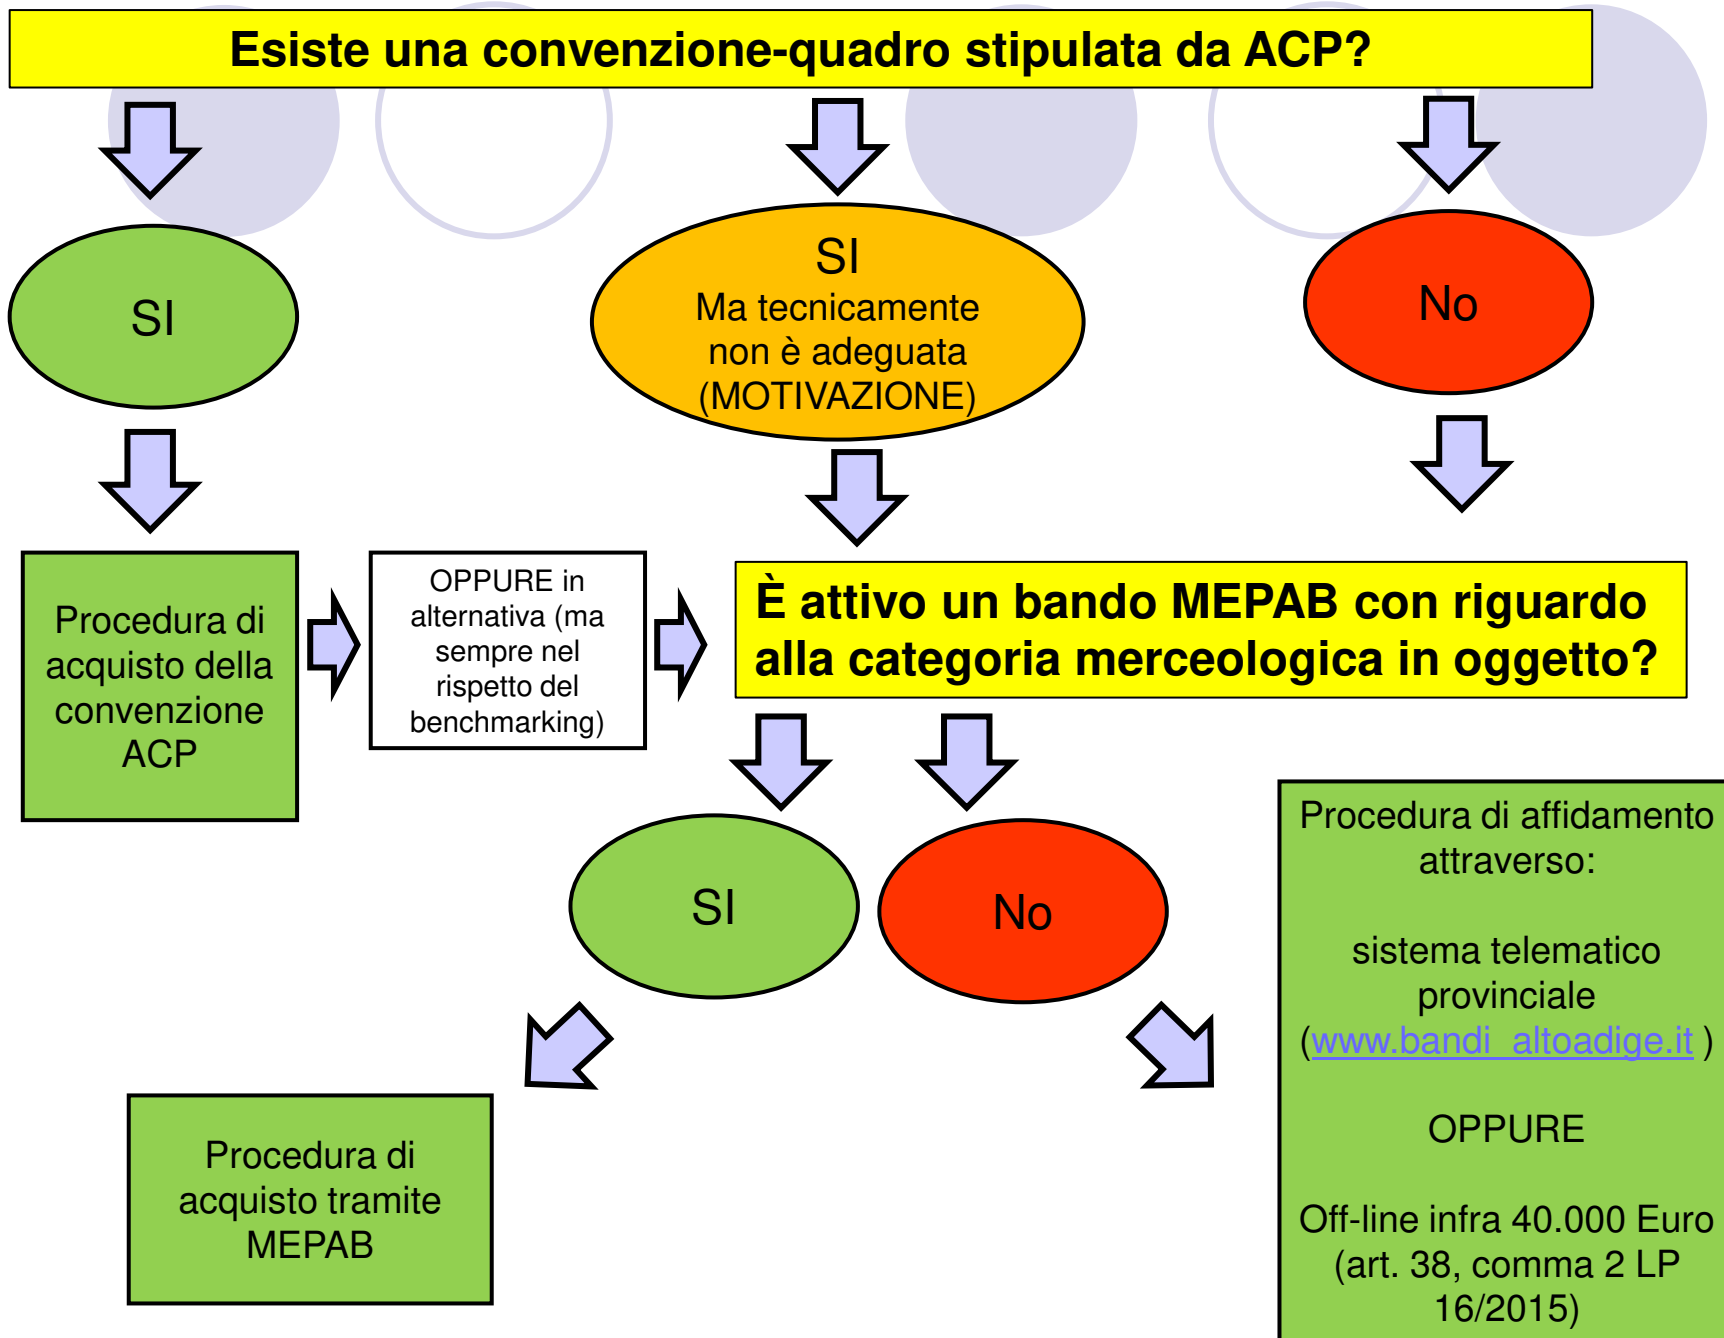 Esiste una convenzione-quadro stipulata da ACP?
SI
SI
Ma tecnicamente
non è adeguata
(MOTIVAZIONE)
No
Procedura di
acquisto della
convenzione
ACP
OPPURE in
alternativa (ma
sempre nel
rispetto del
benchmarking)
È attivo un bando MEPAB con riguardo
alla categoria merceologica in oggetto?
SI
No
Procedura di
acquisto tramite
MEPAB
Procedura di affidamento
attraverso:
sistema telematico
provinciale
(www.bandi altoadige.it )
OPPURE
Off-line infra 40.000 Euro
(art. 38, comma 2 LP
16/2015)